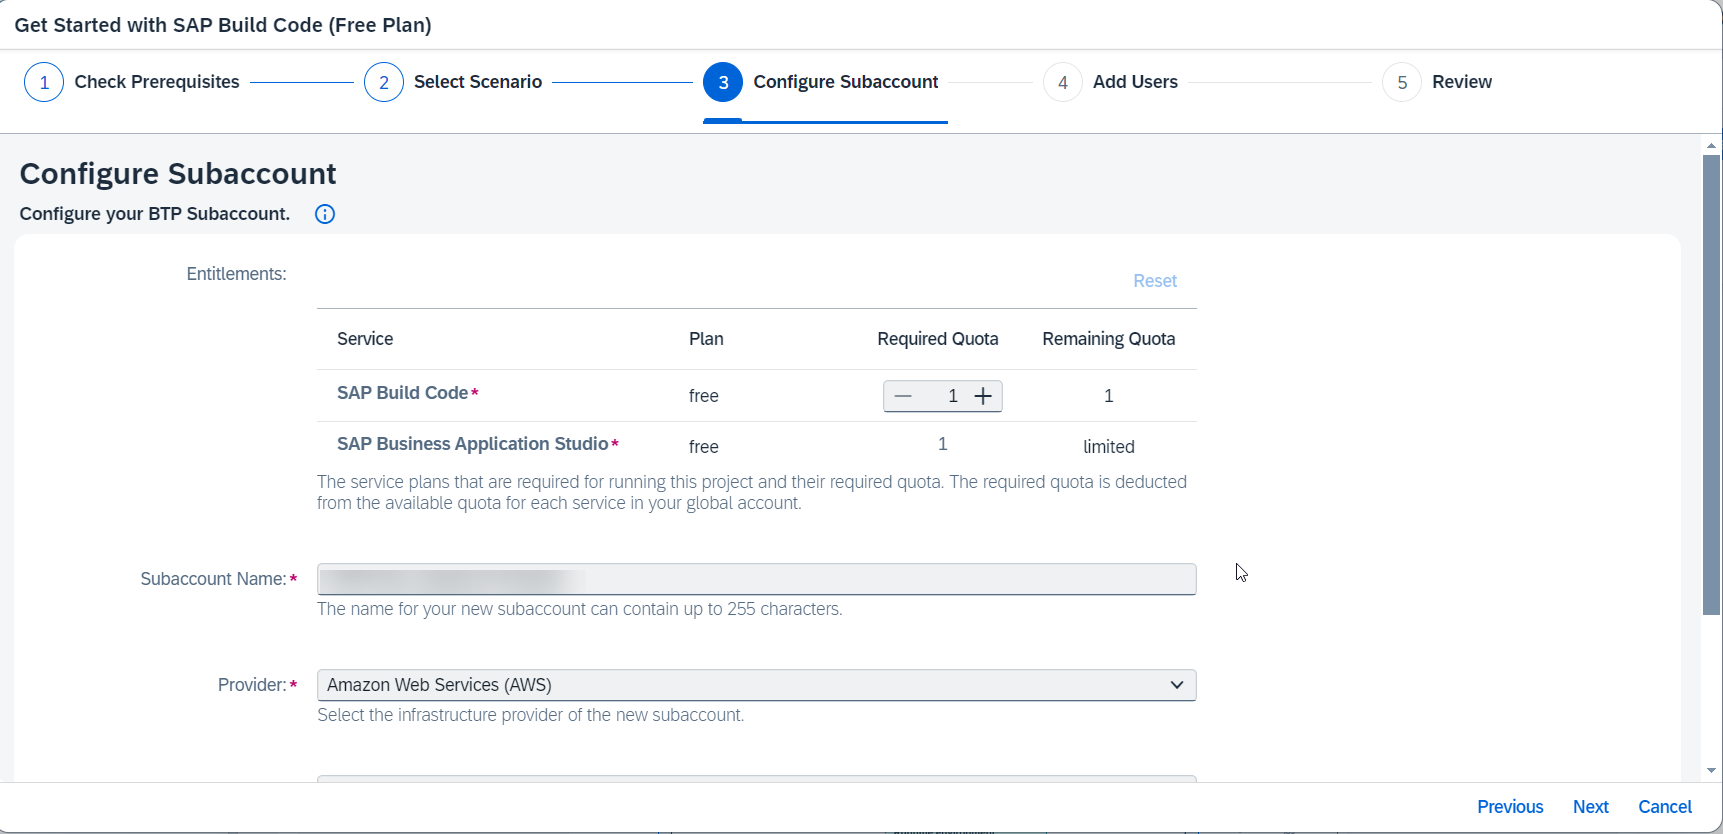 Get Started with SAP Build Code (Free Plan)
1 Check Prerequisites 2 Select Scenario 3 Configure Subaccount 4 Add Users 5 Review
Configure Subaccount
Configure your BTP Subaccount.
Entitlements:
Reset
Service Plan Required Quota Remaining Quota
SAP Build Code* free 1 1
SAP Business Application Studio* free 1 limited
The service plans that are required for running this project and their required quota. The required quota is deducted
from the available quota for each service in your global account.
Subaccount Name:*
The name for your new subaccount can contain up to 255 characters.
Provider:* Amazon Web Services (AWS)
Select the infrastructure provider of the new subaccount.
Previous Next Cancel